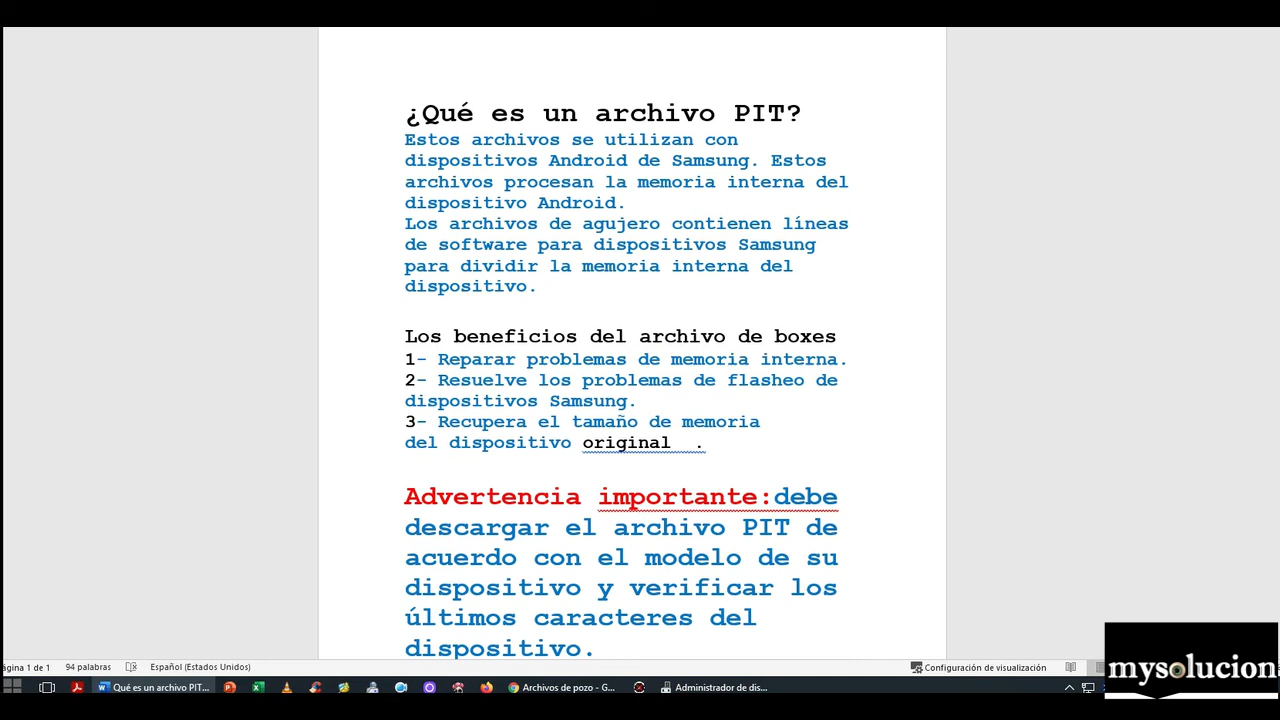 ¿Qué es un archivo PIT?
Estos archivos se utilizan con
dispositivos Android de Samsung. Estos
archivos procesan la memoria interna del
dispositivo Android.
Los archivos de agujero contienen líneas
de software para dispositivos Samsung
para dividir la memoria interna del
dispositivo.
Los beneficios del archivo de boxes
1- Reparar problemas de memoria interna.
2- Resuelve los problemas de flasheo de
dispositivos Samsung.
3- Recupera el tamaño de memoria
del dispositivo original .
Advertencia importante:debe
descargar el archivo PIT de
acuerdo con el modelo de su
dispositivo y verificar los
últimos caracteres del
dispositivo.
ágina 1 de 1 94 palabras Español (Estados Unidos) Configuración de visualización
mysolucion
Qué es un archivo PIT... Archivos de pozo - G... Administrador de dis...